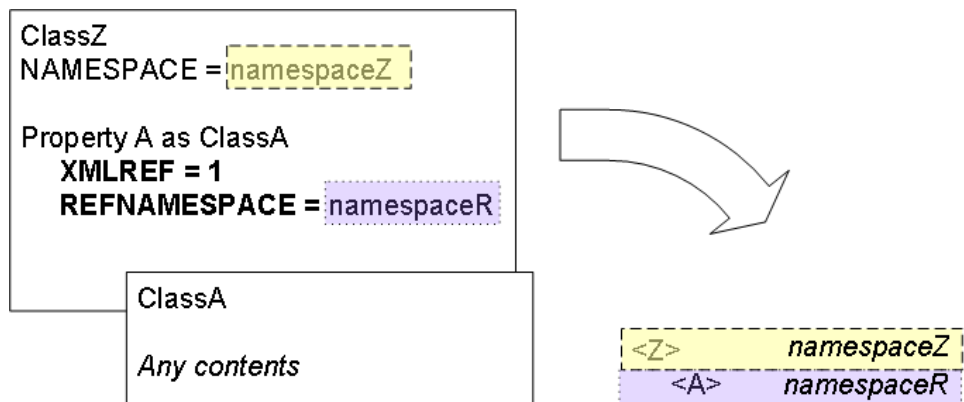 ClassZ
NAMESPACE = namespaceZ
Property A as ClassA
XMLREF = 1
REFNAMESPACE = namespaceR
ClassA
Any contents
<Z> namespaceZ
<A> namespaceR